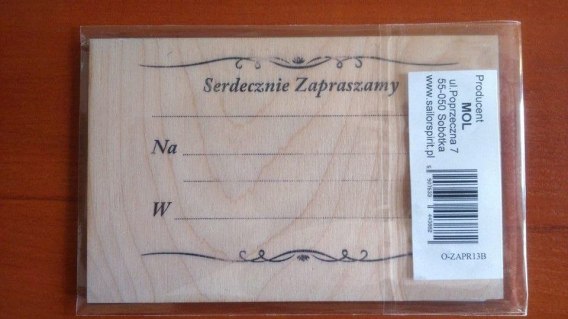 Serdecznie Zapraszamy
Na
W
Producent
MOL
ul.Poprzeczna 7
55-050 Sobótka
www.sailorspirit.pl
O-ZAPR13B